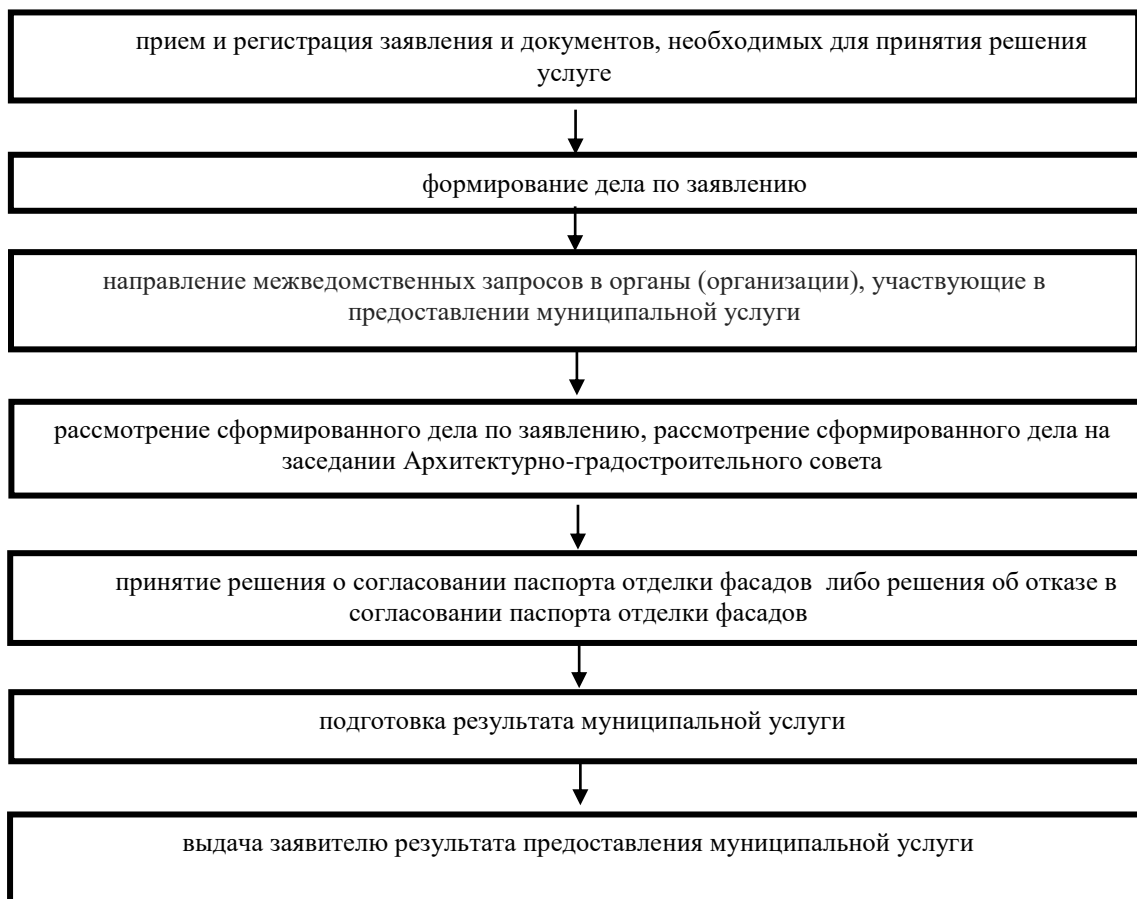 прием и регистрация заявления и документов, необходимых для принятия решения
услуге
формирование дела по заявлению
направление межведомственных запросов в органы (организации), участвующие в
предоставлении муниципальной услуги
рассмотрение сформированного дела по заявлению, рассмотрение сформированного дела на
заседании Архитектурно-градостроительного совета
принятие решения о согласовании паспорта отделки фасадов либо решения об отказе в
согласовании паспорта отделки фасадов
подготовка результата муниципальной услуги
выдача заявителю результата предоставления муниципальной услуги